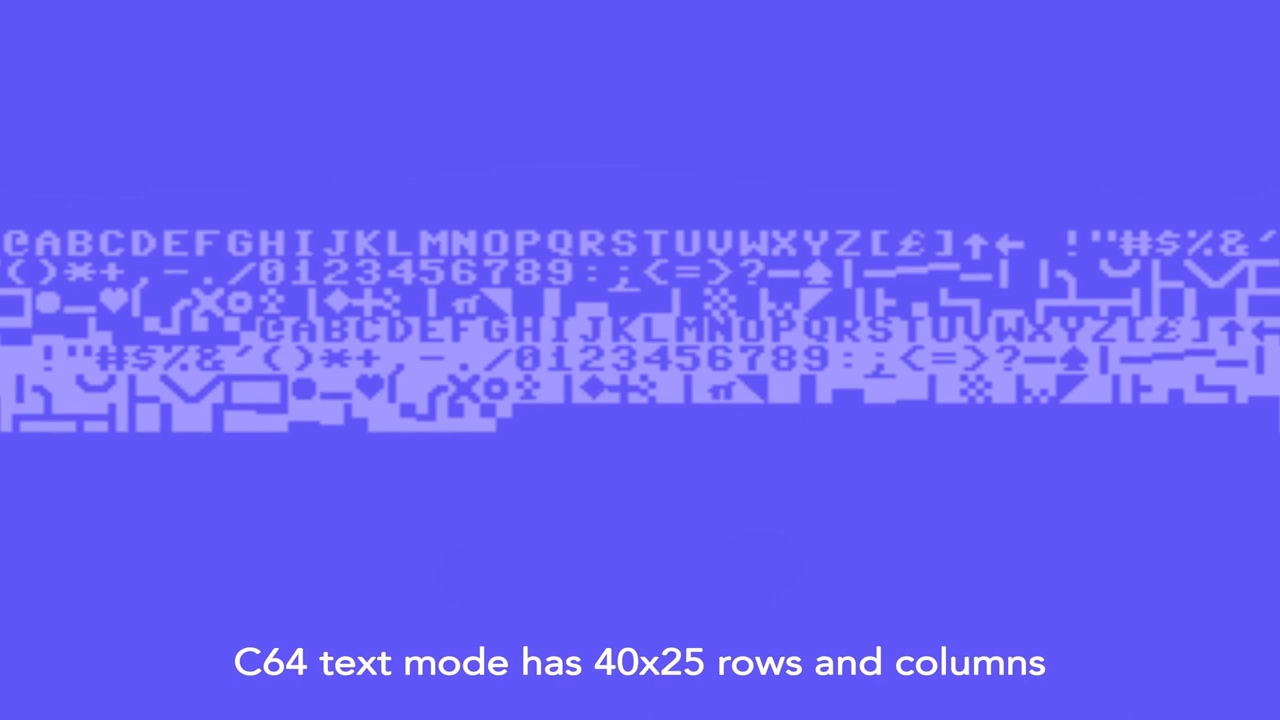 @ABCDEFGHIJKLMNOPQRSTUVWXYZ[£]↑← !"#$%&´
()*+,-./0123456789:;<=>?─♠
@ABCDEFGHIJKLMNOPQRSTUVWXYZ[£]↑←
!"#$%&´()*+,-./0123456789:;<=>?─♠
C64 text mode has 40x25 rows and columns